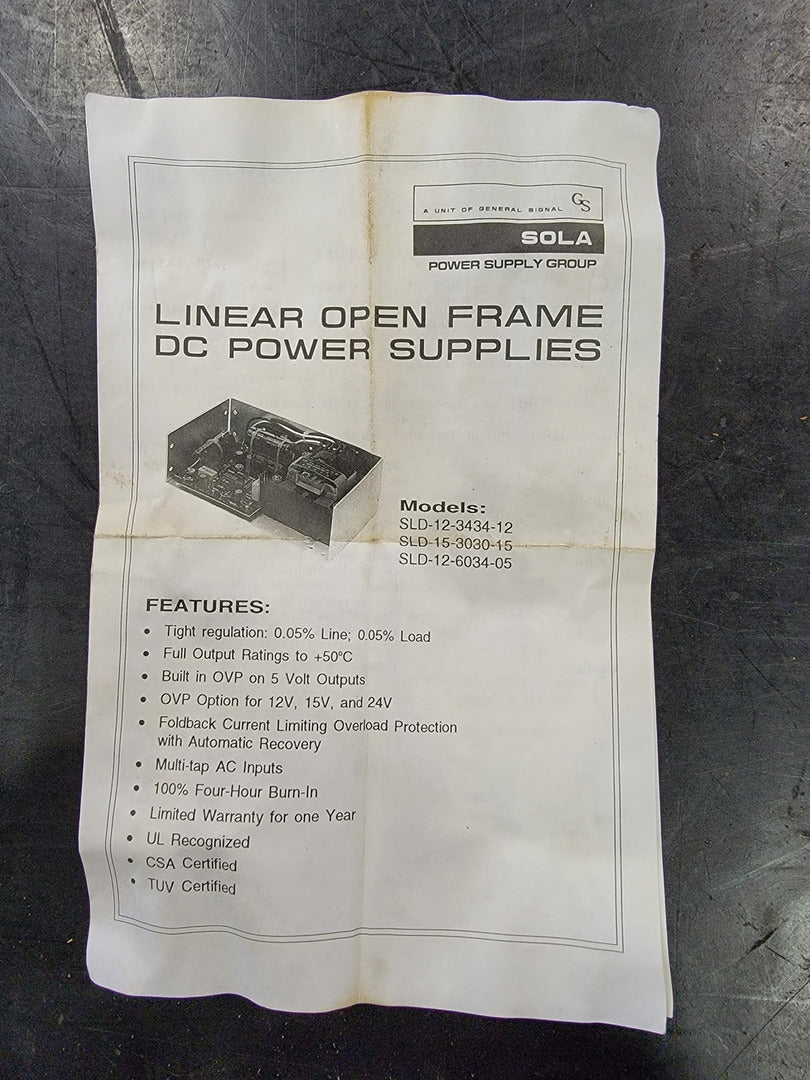 A UNIT OF GENERAL SIGNAL GS
SOLA
POWER SUPPLY GROUP
LINEAR OPEN FRAME
DC POWER SUPPLIES
Models:
SLD-12-3434-12
SLD-15-3030-15
SLD-12-6034-05
FEATURES:
• Tight regulation: 0.05% Line; 0.05% Load
• Full Output Ratings to +50°C
• Built in OVP on 5 Volt Outputs
• OVP Option for 12V, 15V, and 24V
• Foldback Current Limiting Overload Protection
with Automatic Recovery
• Multi-tap AC Inputs
• 100% Four-Hour Burn-In
• Limited Warranty for one Year
• UL Recognized
• CSA Certified
• TUV Certified